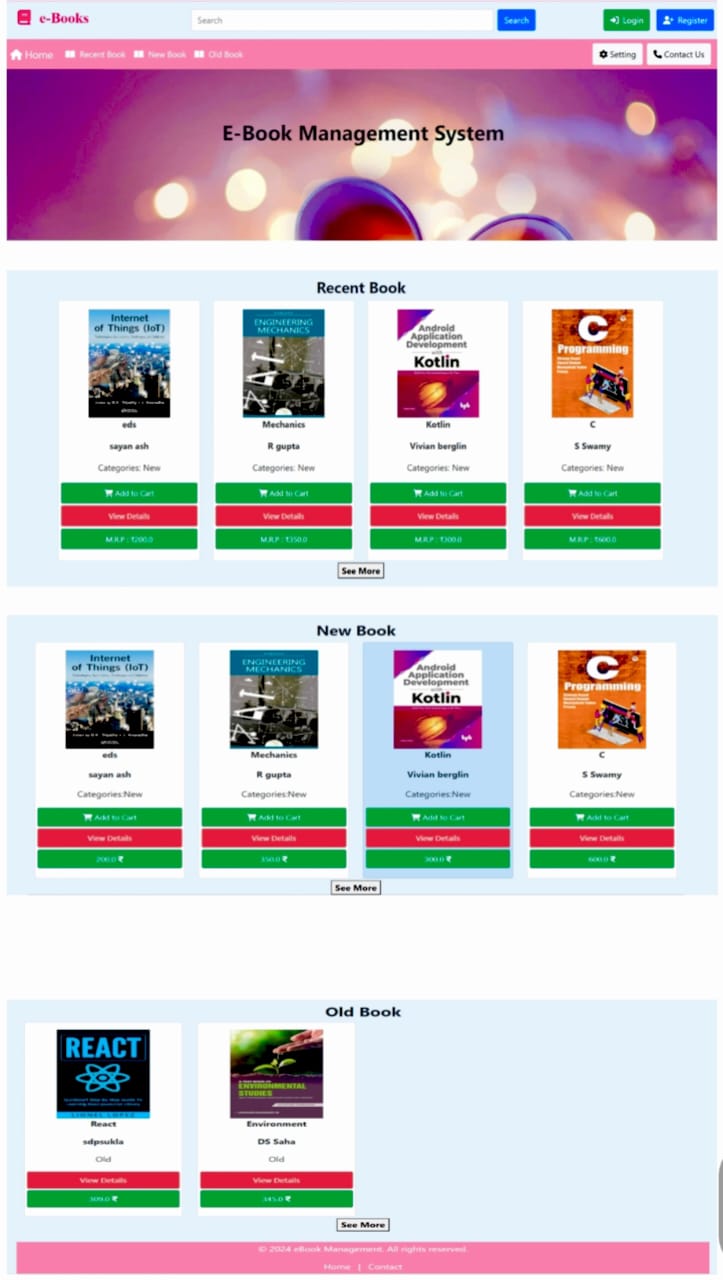 e-Books
Search
Search
Login
Register
Home
Recent Book
New Book
Old Book
Setting
Contact Us
E-Book Management System
Recent Book
Internet
of Things (IoT)
eds
sayan ash
Categories: New
Add to Cart
View Details
M.R.P : ₹200.0
ENGINEERING
MECHANICS
Mechanics
R gupta
Categories: New
Add to Cart
View Details
M.R.P : ₹350.0
Android
Application
Development
with
Kotlin
Kotlin
Vivian berglin
Categories: New
Add to Cart
View Details
M.R.P : ₹300.0
C
Programming
C
S Swamy
Categories: New
Add to Cart
View Details
M.R.P : ₹600.0
See More
New Book
Internet
of Things (IoT)
eds
sayan ash
Categories:New
Add to Cart
View Details
200.0 ₹
ENGINEERING
MECHANICS
Mechanics
R gupta
Categories:New
Add to Cart
View Details
350.0 ₹
Android
Application
Development
with
Kotlin
Kotlin
Vivian berglin
Categories:New
Add to Cart
View Details
300.0 ₹
C
Programming
C
S Swamy
Categories:New
Add to Cart
View Details
600.0 ₹
See More
Old Book
REACT
LIONEL LOPEZ
React
sdpsukla
Old
View Details
309.0 ₹
ENVIRONMENTAL
STUDIES
Environment
DS Saha
Old
View Details
345.0 ₹
See More
© 2024 eBook Management. All rights reserved.
Home | Contact